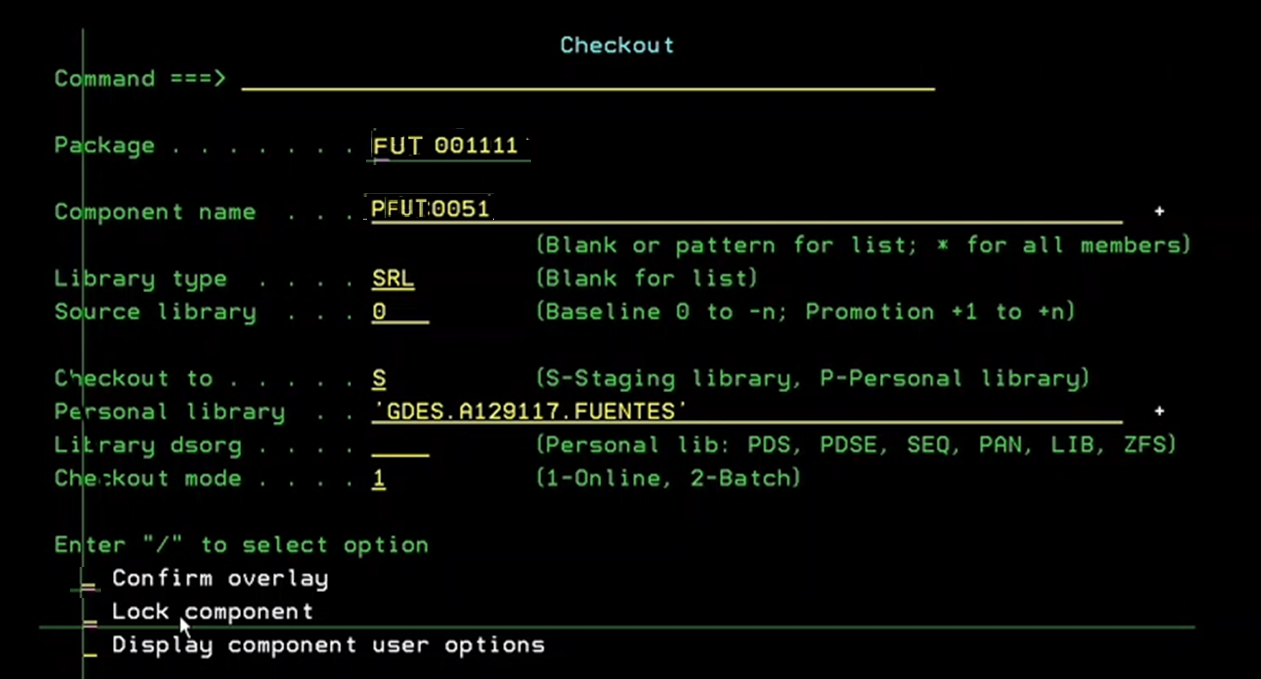 Checkout
Command ===>
Package . . . . . . . FUT 001111
Component name . . . PFUT0051 +
(Blank or pattern for list; * for all members)
Library type . . . . SRL (Blank for list)
Source library . . . 0 (Baseline 0 to -n; Promotion +1 to +n)
Checkout to . . . . . S (S-Staging library, P-Personal library)
Personal library . . 'GDES.A129117.FUENTES' +
Library dsorg . . . . (Personal lib: PDS, PDSE, SEQ, PAN, LIB, ZFS)
Checkout mode . . . . 1 (1-Online, 2-Batch)
Enter "/" to select option
_ Confirm overlay
_ Lock component
_ Display component user options